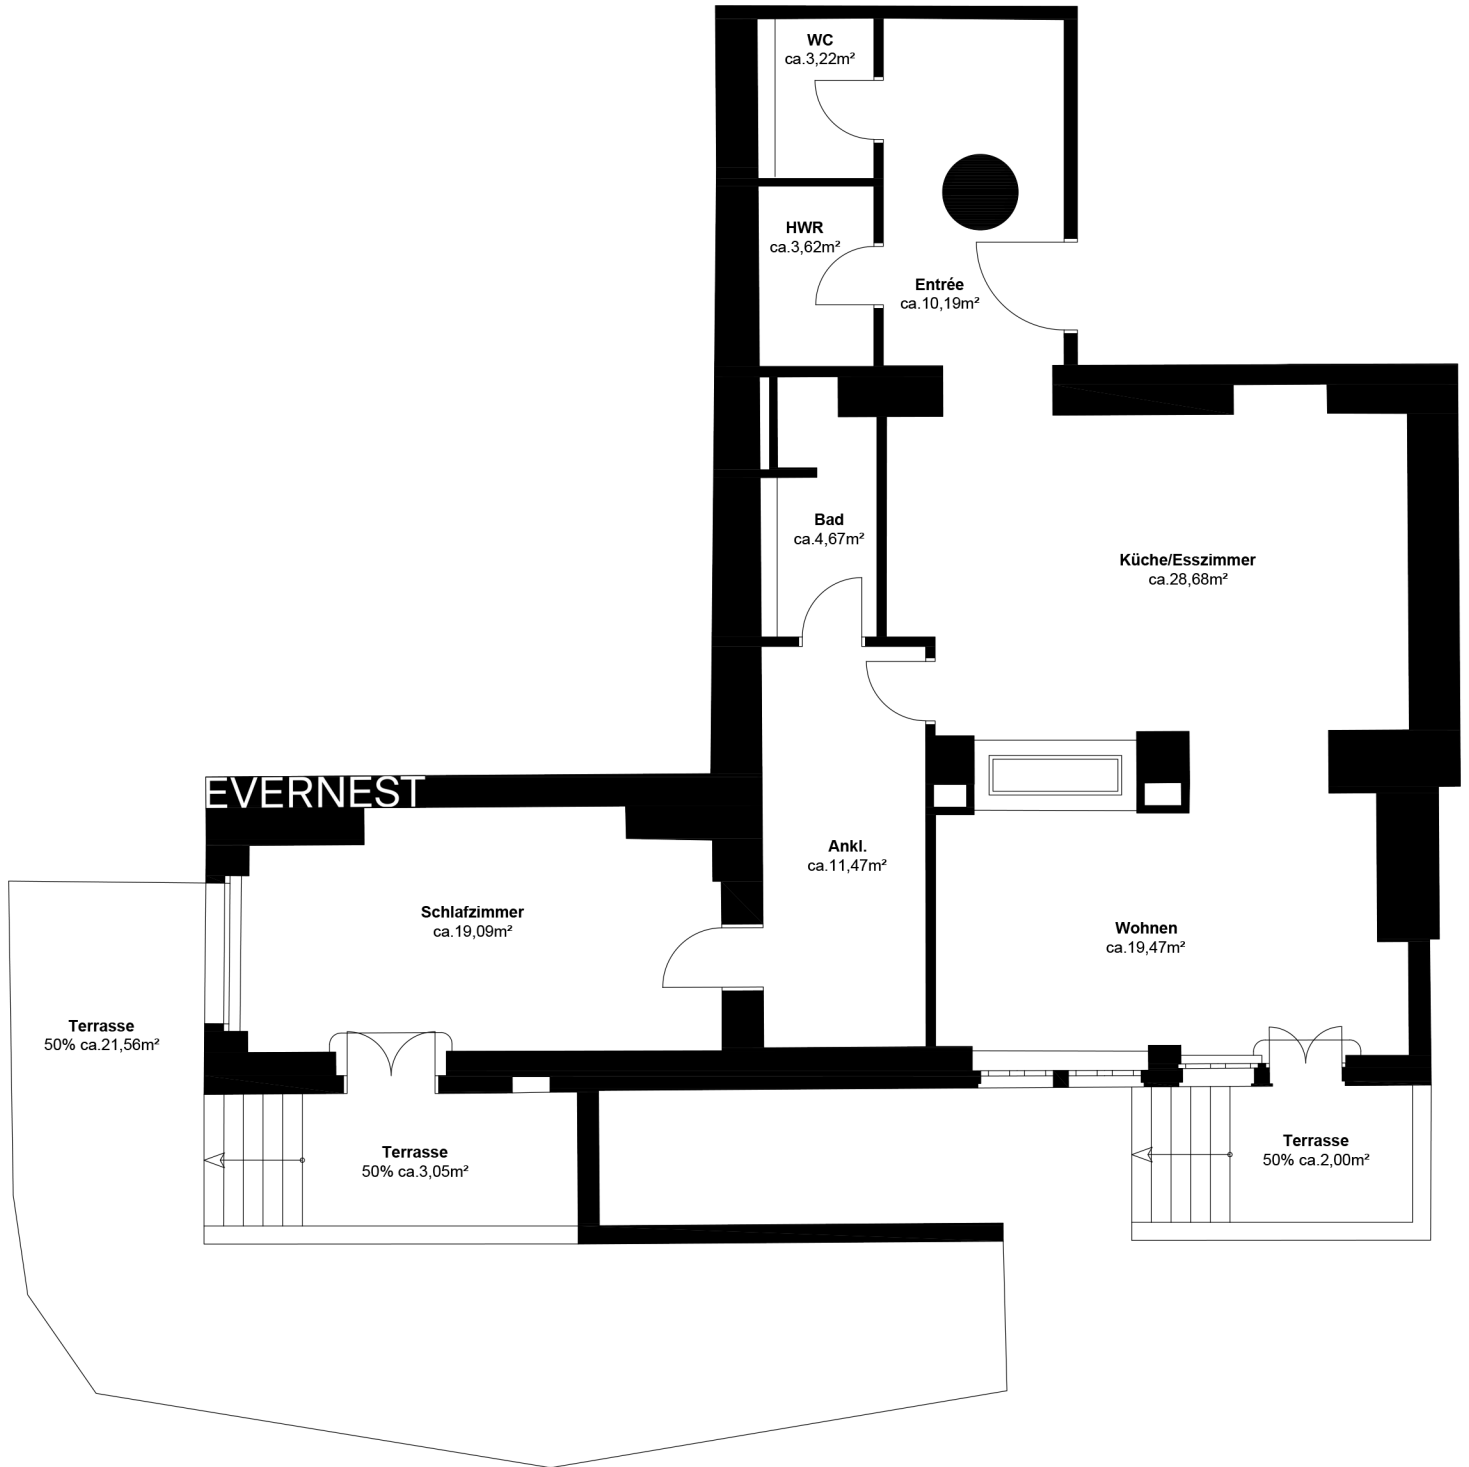 WC
ca.3,22m²
HWR
ca.3,62m²
Entrée
ca.10,19m²
Bad
ca.4,67m²
Küche/Esszimmer
ca.28,68m²
EVERNEST
Ankl.
ca.11,47m²
Schlafzimmer
ca.19,09m²
Wohnen
ca.19,47m²
Terrasse
50% ca.21,56m²
Terrasse
50% ca.3,05m²
Terrasse
50% ca.2,00m²